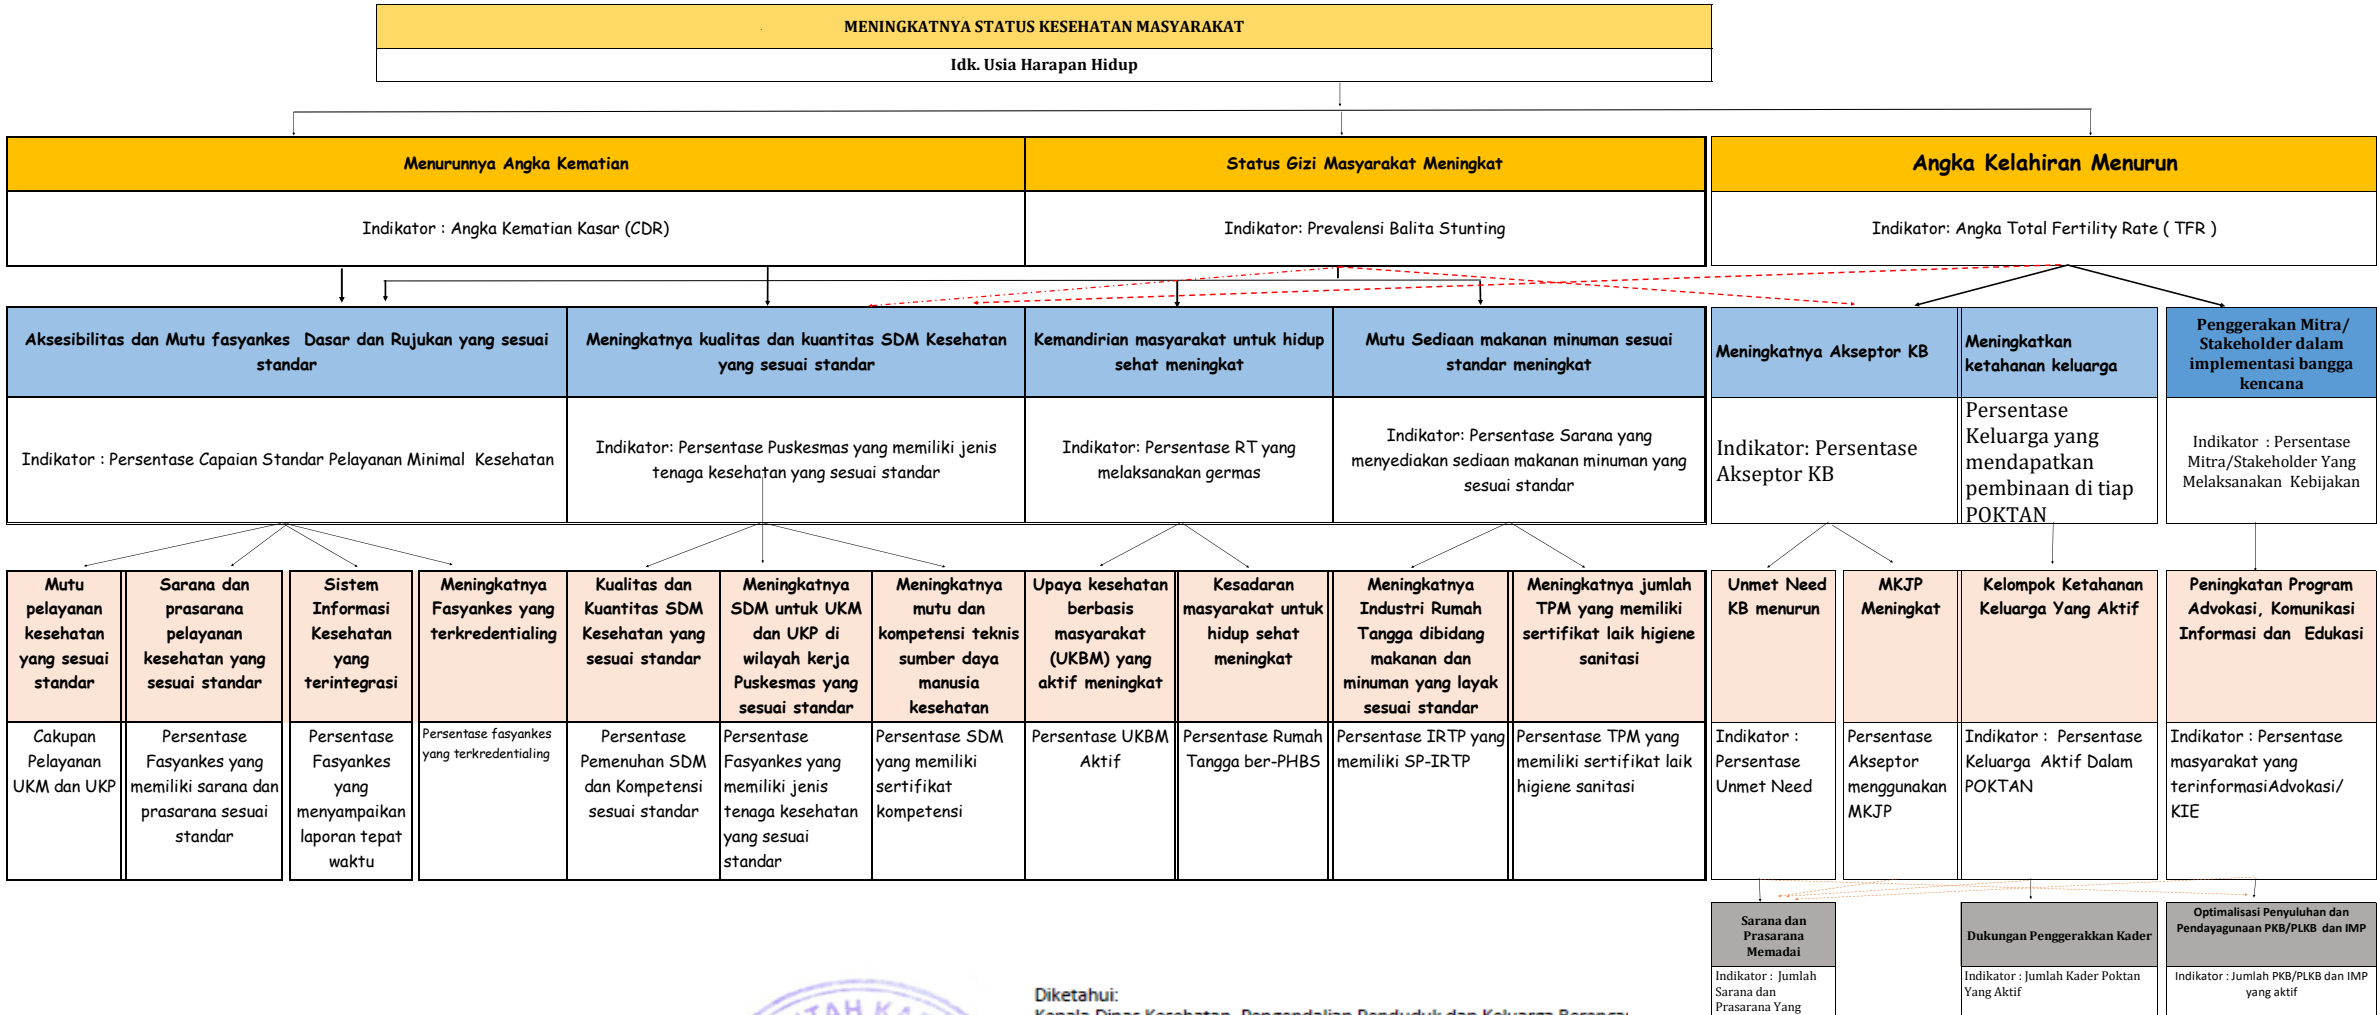 MENINGKATNYA STATUS KESEHATAN MASYARAKAT
Idk. Usia Harapan Hidup
Menurunnya Angka Kematian
Status Gizi Masyarakat Meningkat
Angka Kelahiran Menurun
Indikator : Angka Kematian Kasar (CDR)
Indikator: Prevalensi Balita Stunting
Indikator: Angka Total Fertility Rate ( TFR )
Aksesibilitas dan Mutu fasyankes Dasar dan Rujukan yang sesuai
standar
Meningkatnya kualitas dan kuantitas SDM Kesehatan
yang sesuai standar
Kemandirian masyarakat untuk hidup
sehat meningkat
Mutu Sediaan makanan minuman sesuai
standar meningkat
Meningkatnya Akseptor KB
Meningkatkan
ketahanan keluarga
Penggerakan Mitra/
Stakeholder dalam
implementasi bangga
kencana
Indikator : Persentase Capaian Standar Pelayanan Minimal Kesehatan
Indikator: Persentase Puskesmas yang memiliki jenis
tenaga kesehatan yang sesuai standar
Indikator: Persentase RT yang
melaksanakan germas
Indikator: Persentase Sarana yang
menyediakan sediaan makanan minuman yang
sesuai standar
Indikator: Persentase
Akseptor KB
Persentase
Keluarga yang
mendapatkan
pembinaan di tiap
POKTAN
Indikator : Persentase
Mitra/Stakeholder Yang
Melaksanakan Kebijakan
Mutu
pelayanan
kesehatan
yang sesuai
standar
Sarana dan
prasarana
pelayanan
kesehatan yang
sesuai standar
Sistem
Informasi
Kesehatan
yang
terintegrasi
Meningkatnya
Fasyankes yang
terkredentialing
Kualitas dan
Kuantitas SDM
Kesehatan yang
sesuai standar
Meningkatnya
SDM untuk UKM
dan UKP di
wilayah kerja
Puskesmas yang
sesuai standar
Meningkatnya
mutu dan
kompetensi teknis
sumber daya
manusia
kesehatan
Upaya kesehatan
berbasis
masyarakat
(UKBM) yang
aktif meningkat
Kesadaran
masyarakat untuk
hidup sehat
meningkat
Meningkatnya
Industri Rumah
Tangga dibidang
makanan dan
minuman yang layak
sesuai standar
Meningkatnya jumlah
TPM yang memiliki
sertifikat laik higiene
sanitasi
Unmet Need
KB menurun
MKJP
Meningkat
Kelompok Ketahanan
Keluarga Yang Aktif
Peningkatan Program
Advokasi, Komunikasi
Informasi dan Edukasi
Cakupan
Pelayanan
UKM dan UKP
Persentase
Fasyankes yang
memiliki sarana dan
prasarana sesuai
standar
Persentase
Fasyankes
yang
menyampaikan
laporan tepat
waktu
Persentase fasyankes
yang terkredentialing
Persentase
Pemenuhan SDM
dan Kompetensi
sesuai standar
Persentase
Fasyankes yang
memiliki jenis
tenaga kesehatan
yang sesuai
standar
Persentase SDM
yang memiliki
sertifikat
kompetensi
Persentase UKBM
Aktif
Persentase Rumah
Tangga ber-PHBS
Persentase IRTP yang
memiliki SP-IRTP
Persentase TPM yang
memiliki sertifikat laik
higiene sanitasi
Indikator :
Persentase
Unmet Need
Persentase
Akseptor
menggunakan
MKJP
Indikator : Persentase
Keluarga Aktif Dalam
POKTAN
Indikator : Persentase
masyarakat yang
terinformasiAdvokasi/
KIE
Sarana dan
Prasarana
Memadai
Dukungan Penggerakkan Kader
Optimalisasi Penyuluhan dan
Pendayagunaan PKB/PLKB dan IMP
Indikator : Jumlah
Sarana dan
Prasarana Yang
Indikator : Jumlah Kader Poktan
Yang Aktif
Indikator : Jumlah PKB/PLKB dan IMP
yang aktif
Diketahui:
Kepala Dinas Kesehatan, Pengendalian Penduduk dan Keluarga